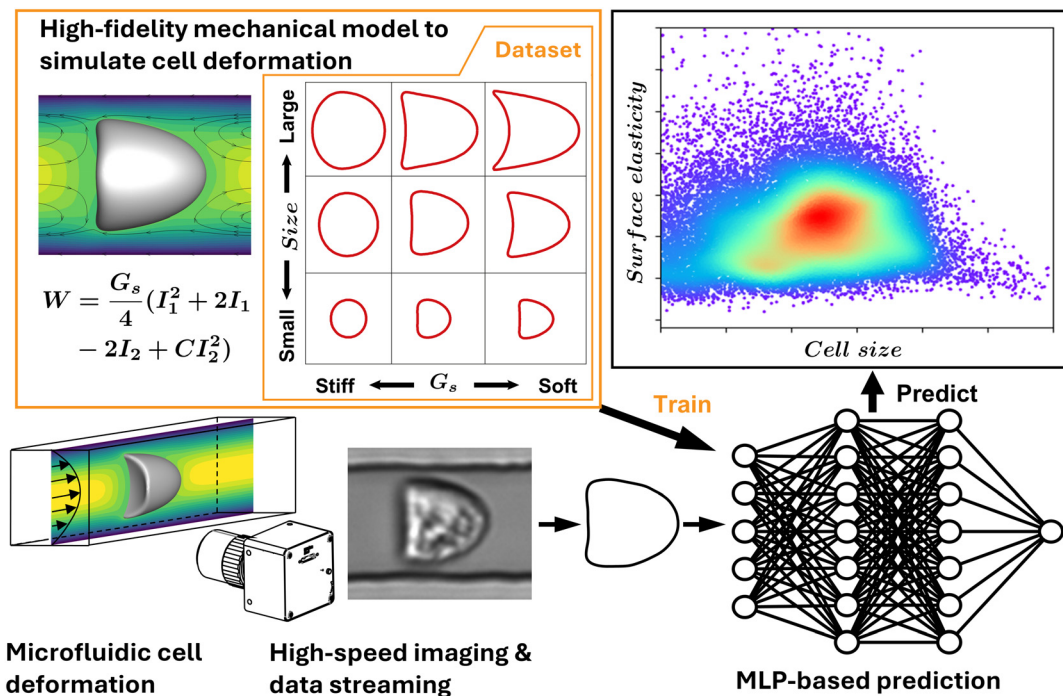 High-fidelity mechanical model to
simulate cell deformation
Dataset
W = G_s/4 (I_1^2 + 2I_1
- 2I_2 + CI_2^2)
Large
Size
Small
Stiff
G_s
Soft
Surface elasticity
Cell size
Train
Predict
Microfluidic cell
deformation
High-speed imaging &
data streaming
MLP-based prediction